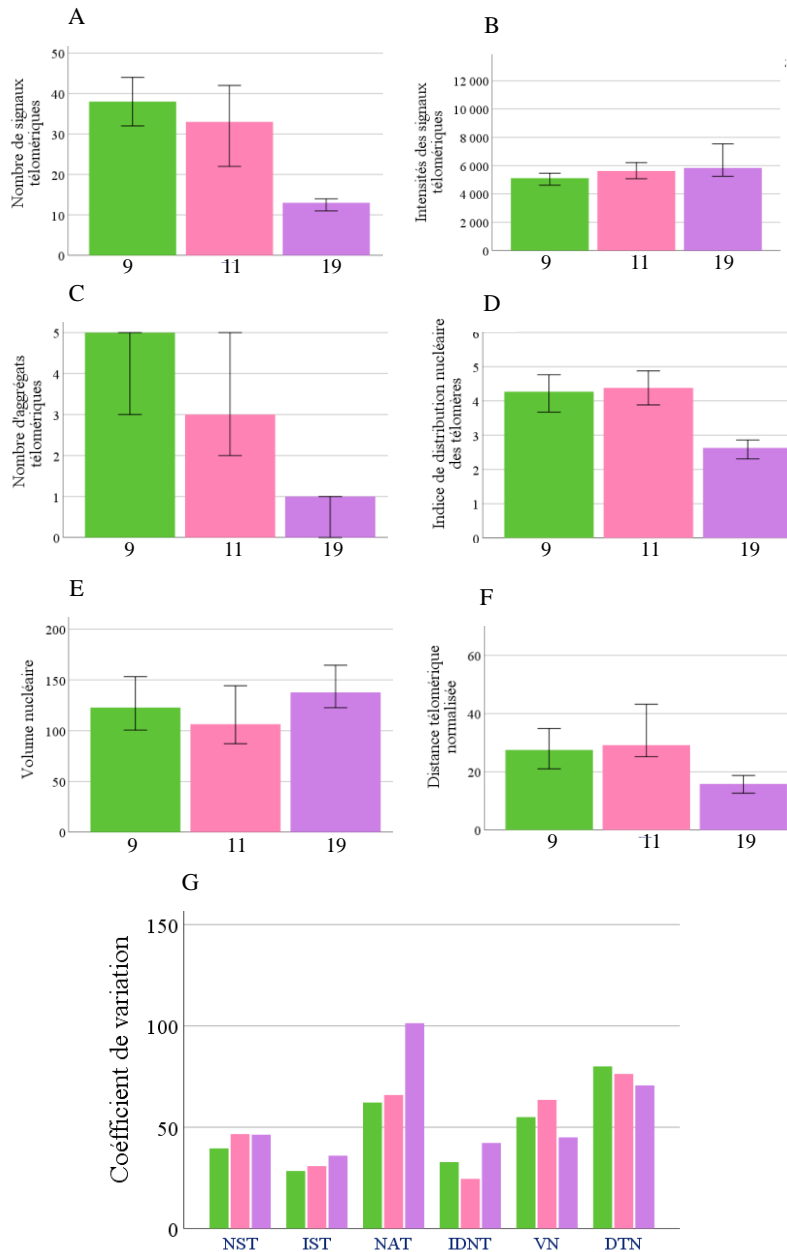 A
Nombre de signaux
télomériques
50
40
30
20
10
0
9 11 19
B
Intensités des signaux
télomériques
12 000
10 000
8 000
6 000
4 000
2 000
0
9 11 19
C
Nombre d'aggrégats
télomériques
5
4
3
2
1
0
9 11 19
D
Indice de distribution nucléaire
des télomères
6
5
4
3
2
1
0
9 11 19
E
Volume nucléaire
200
150
100
50
0
9 11 19
F
Distance télomérique
normalisée
60
40
20
0
9 11 19
G
Coéfficient de variation
150
100
50
0
NST IST NAT IDNT VN DTN